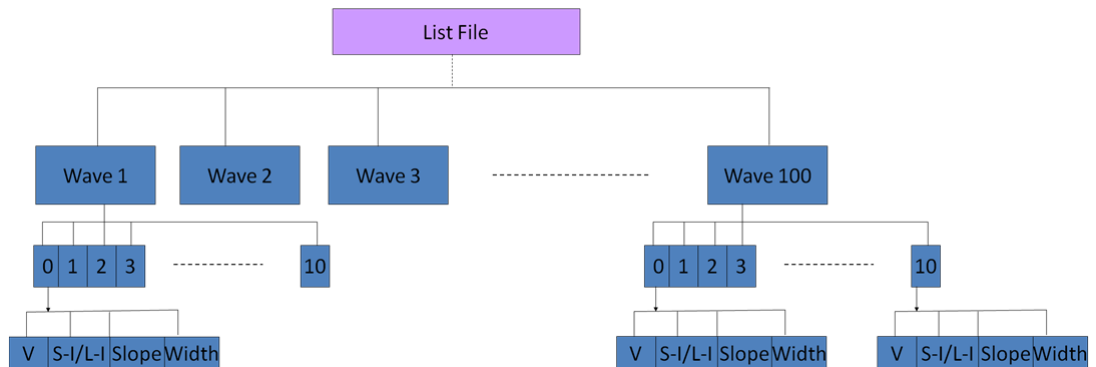 List File
Wave 1 Wave 2 Wave 3 Wave 100
0 1 2 3 10 0 1 2 3 10
V S-I/L-I Slope Width V S-I/L-I Slope Width V S-I/L-I Slope Width